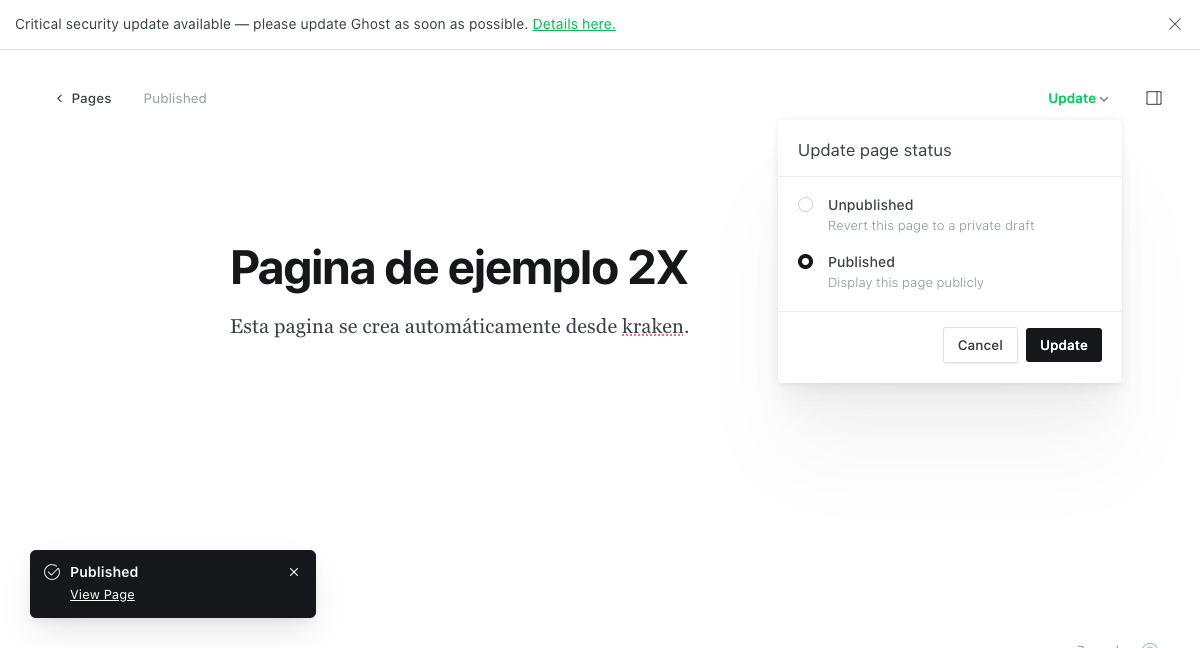 Critical security update available — please update Ghost as soon as possible. Details here.
Pages Published Update
Update page status
Unpublished
Revert this page to a private draft
Published
Display this page publicly
Cancel Update
Pagina de ejemplo 2X
Esta pagina se crea automáticamente desde kraken.
Published
View Page